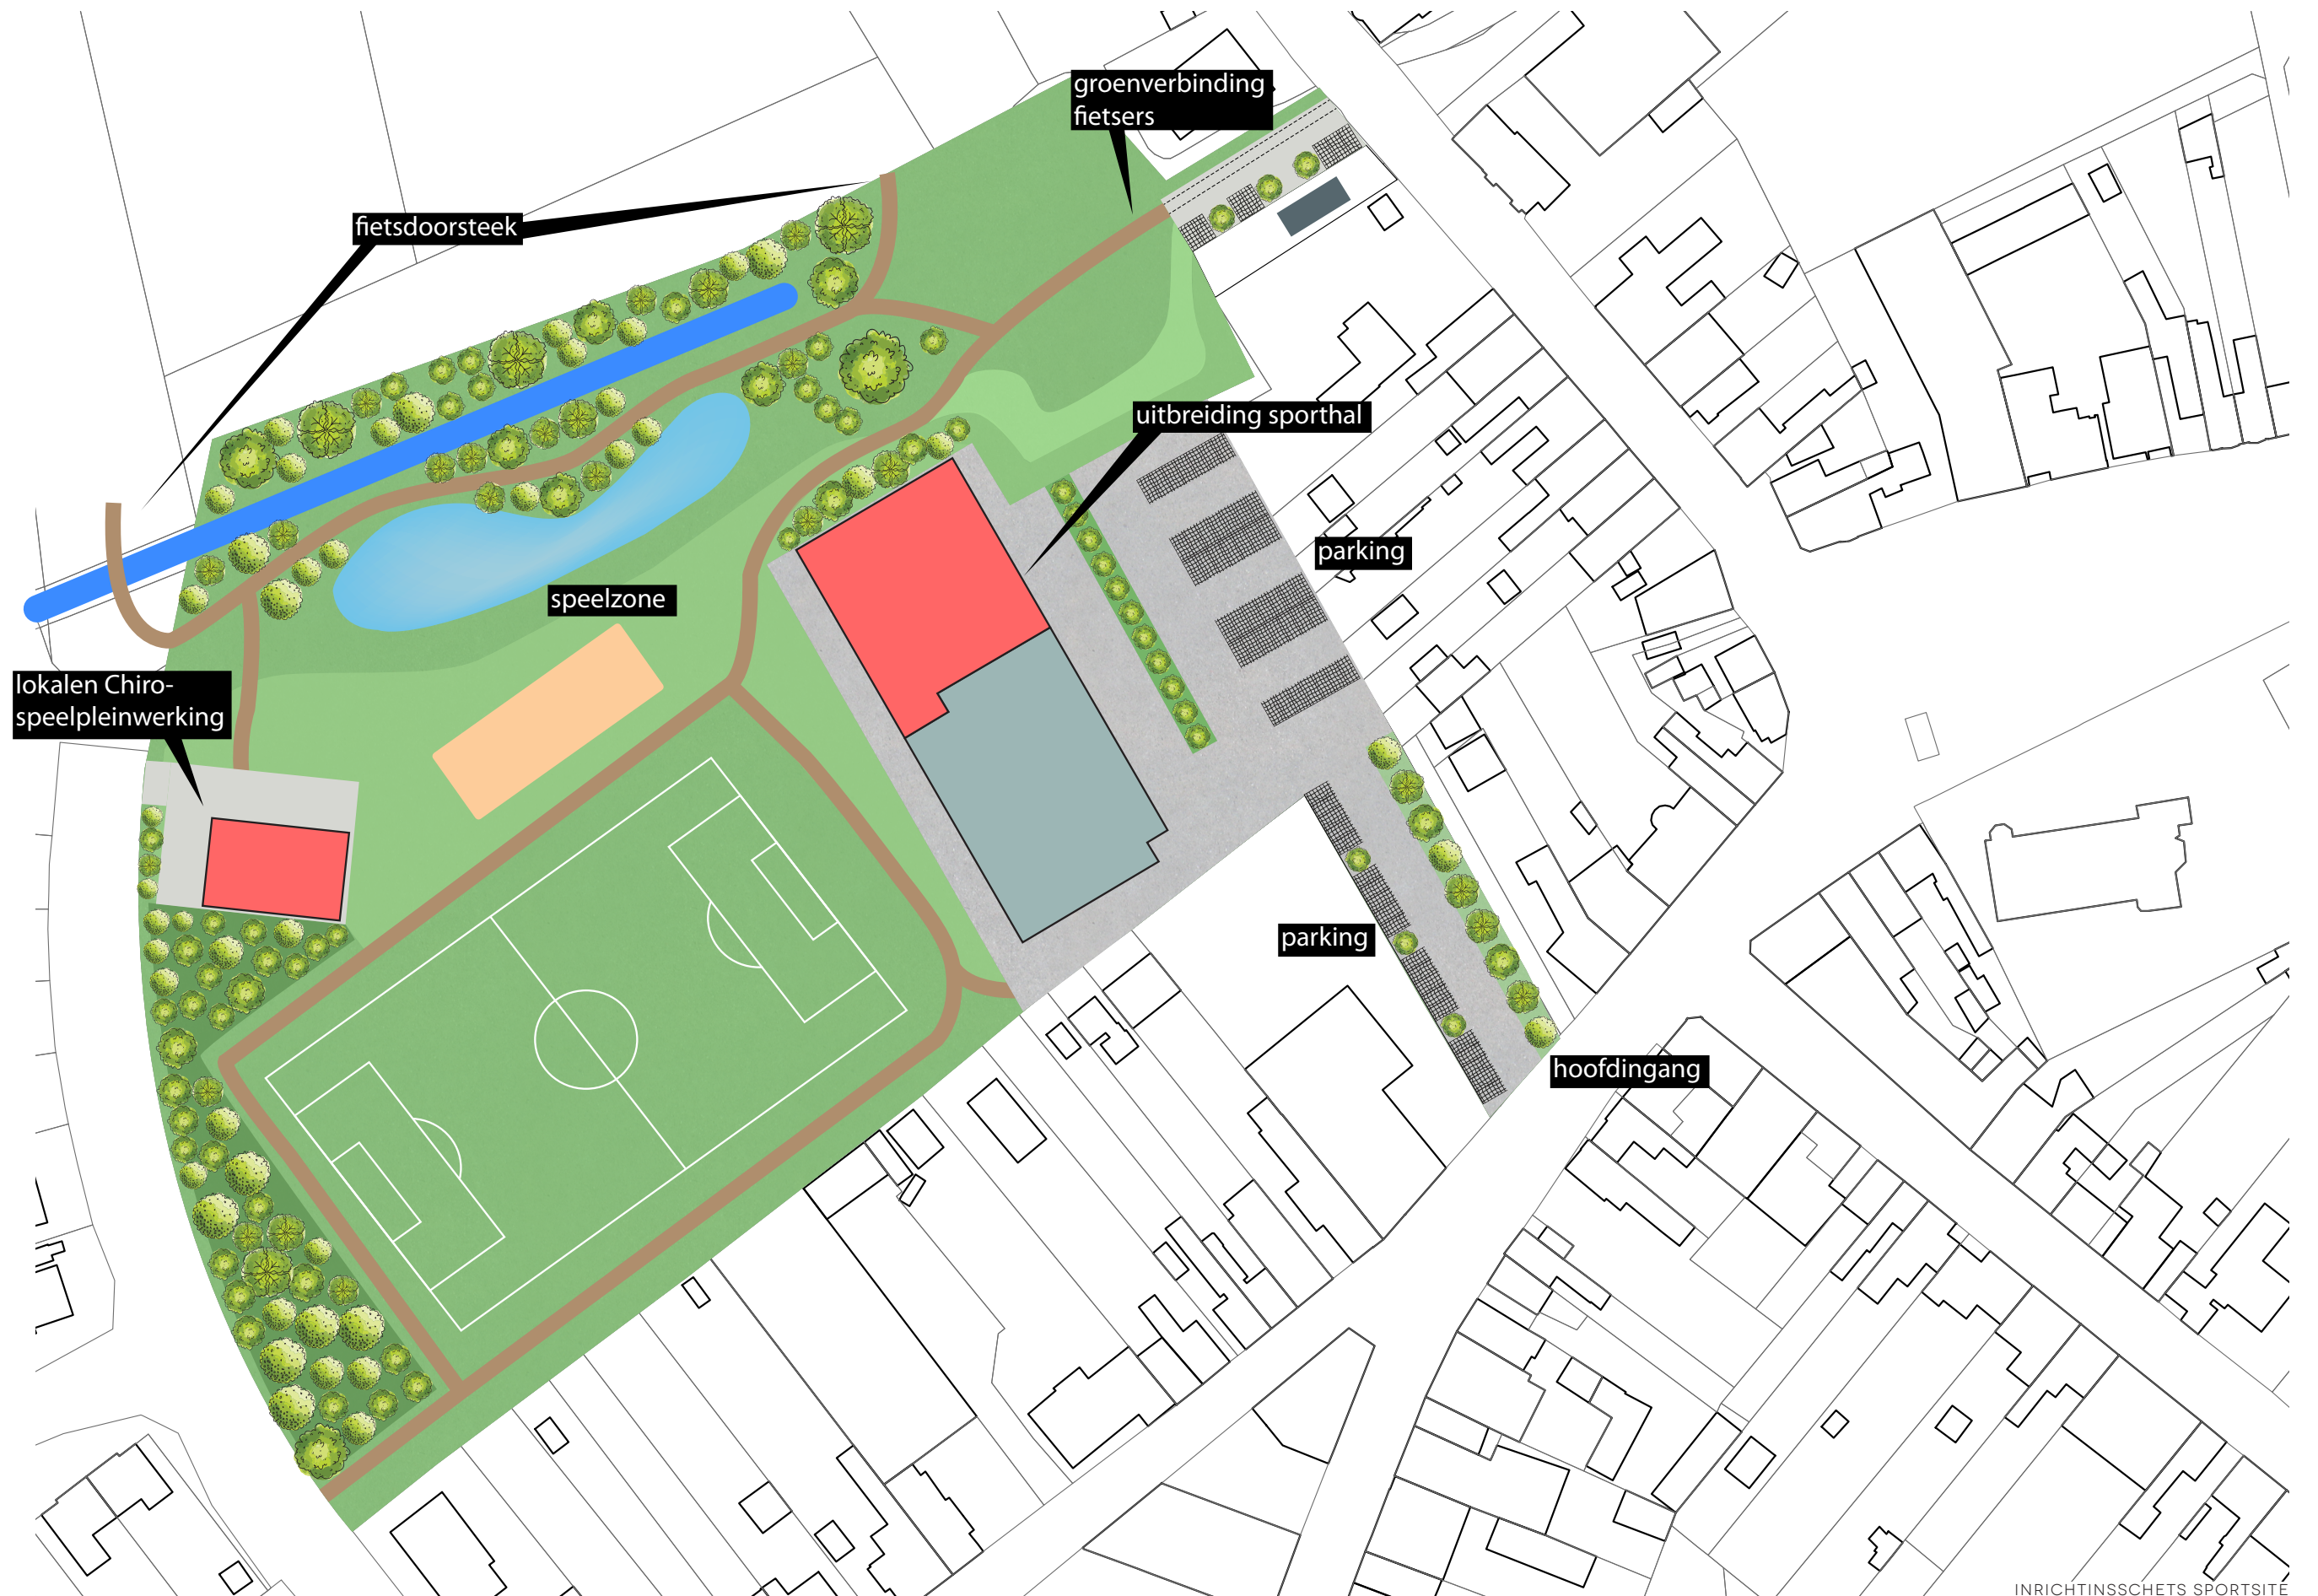 groenverbinding
fietsers
fietsdoorsteek
uitbreiding sporthal
parking
speelzone
lokalen Chiro-
speelpleinwerking
parking
hoofdingang
INRICHTINSSCHETS SPORTSITE